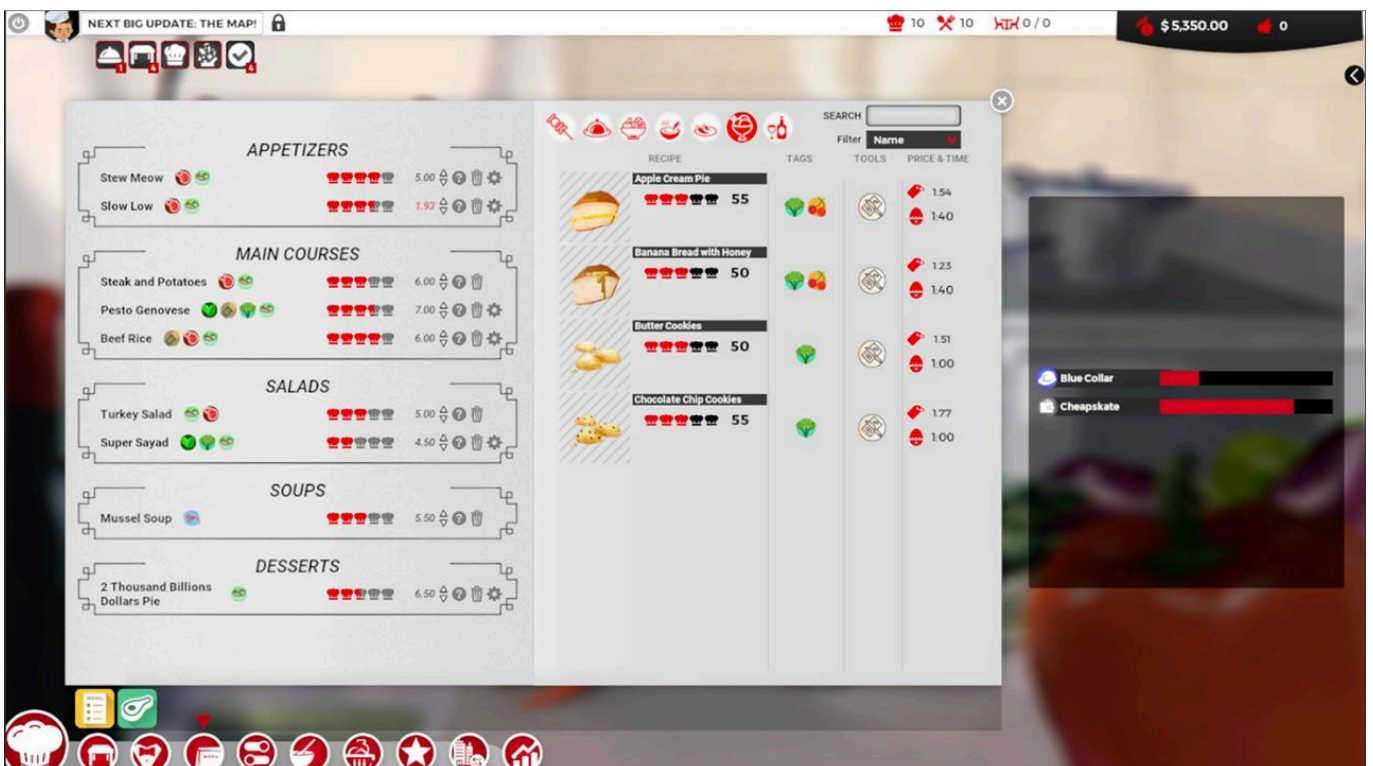 NEXT BIG UPDATE: THE MAP!
10 10 0 / 0
$ 5,350.00 0
1 4 4
APPETIZERS
Stew Meow 5.00
Slow Low 1.93
MAIN COURSES
Steak and Potatoes 6.00
Pesto Genovese 7.00
Beef Rice 6.00
SALADS
Turkey Salad 5.00
Super Sayad 4.50
SOUPS
Mussel Soup 5.50
DESSERTS
2 Thousand Billions
Dollars Pie 6.50
SEARCH
Filter Name
RECIPE TAGS TOOLS PRICE & TIME
Apple Cream Pie
55 1.54
1:40
Banana Bread with Honey
50 1.23
1:40
Butter Cookies
50 1.51
1:00
Chocolate Chip Cookies
55 1.77
1:00
Blue Collar
Cheapskate
MENU